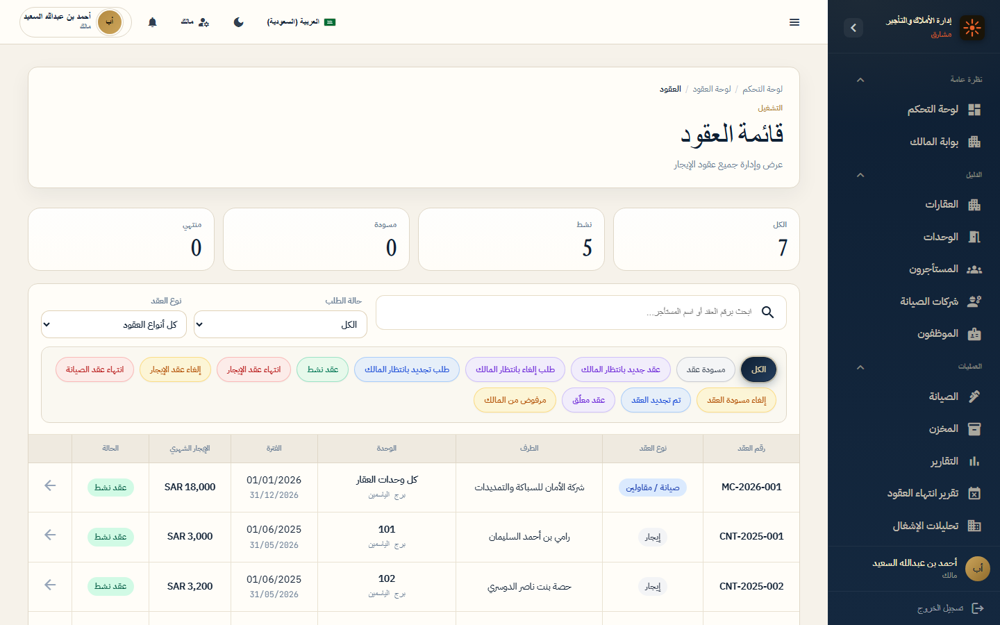 إدارة الأملاك والتأجير
مشارق
نظرة عامة
لوحة التحكم
بوابة المالك
الدليل
العقارات
الوحدات
المستأجرون
شركات الصيانة
الموظفون
العمليات
الصيانة
المخزن
التقارير
تقرير انتهاء العقود
تحليلات الإشغال
أب
أحمد بن عبدالله السعيد
مالك
تسجيل الخروج
العربية (السعودية)
مالك
أب
أحمد بن عبدالله السعيد
مالك
لوحة التحكم / لوحة العقود / العقود
التشغيل
قائمة العقود
عرض وإدارة جميع عقود الإيجار
الكل
7
نشط
5
مسودة
0
منتهي
0
ابحث برقم العقد أو اسم المستأجر...
حالة الطلب
الكل
نوع العقد
كل أنواع العقود
الكل مسودة عقد عقد جديد بانتظار المالك طلب إلغاء بانتظار المالك طلب تجديد بانتظار المالك عقد نشط انتهاء عقد الإيجار إلغاء عقد الإيجار انتهاء عقد الصيانة
إلغاء مسودة العقد تم تجديد العقد عقد معلّق مرفوض من المالك
رقم العقد نوع العقد الطرف الوحدة الفترة الإيجار الشهري الحالة
MC-2026-001 صيانة / مقاولين شركة الأمان للسباكة والتمديدات كل وحدات العقار 01/01/2026 SAR 18,000 عقد نشط
برج الياسمين 31/12/2026
CNT-2025-001 إيجار رامي بن أحمد السليمان 101 01/06/2025 SAR 3,000 عقد نشط
برج الياسمين 31/05/2026
CNT-2025-002 إيجار حصة بنت ناصر الدوسري 102 01/06/2025 SAR 3,200 عقد نشط
برج الياسمين 31/05/2026